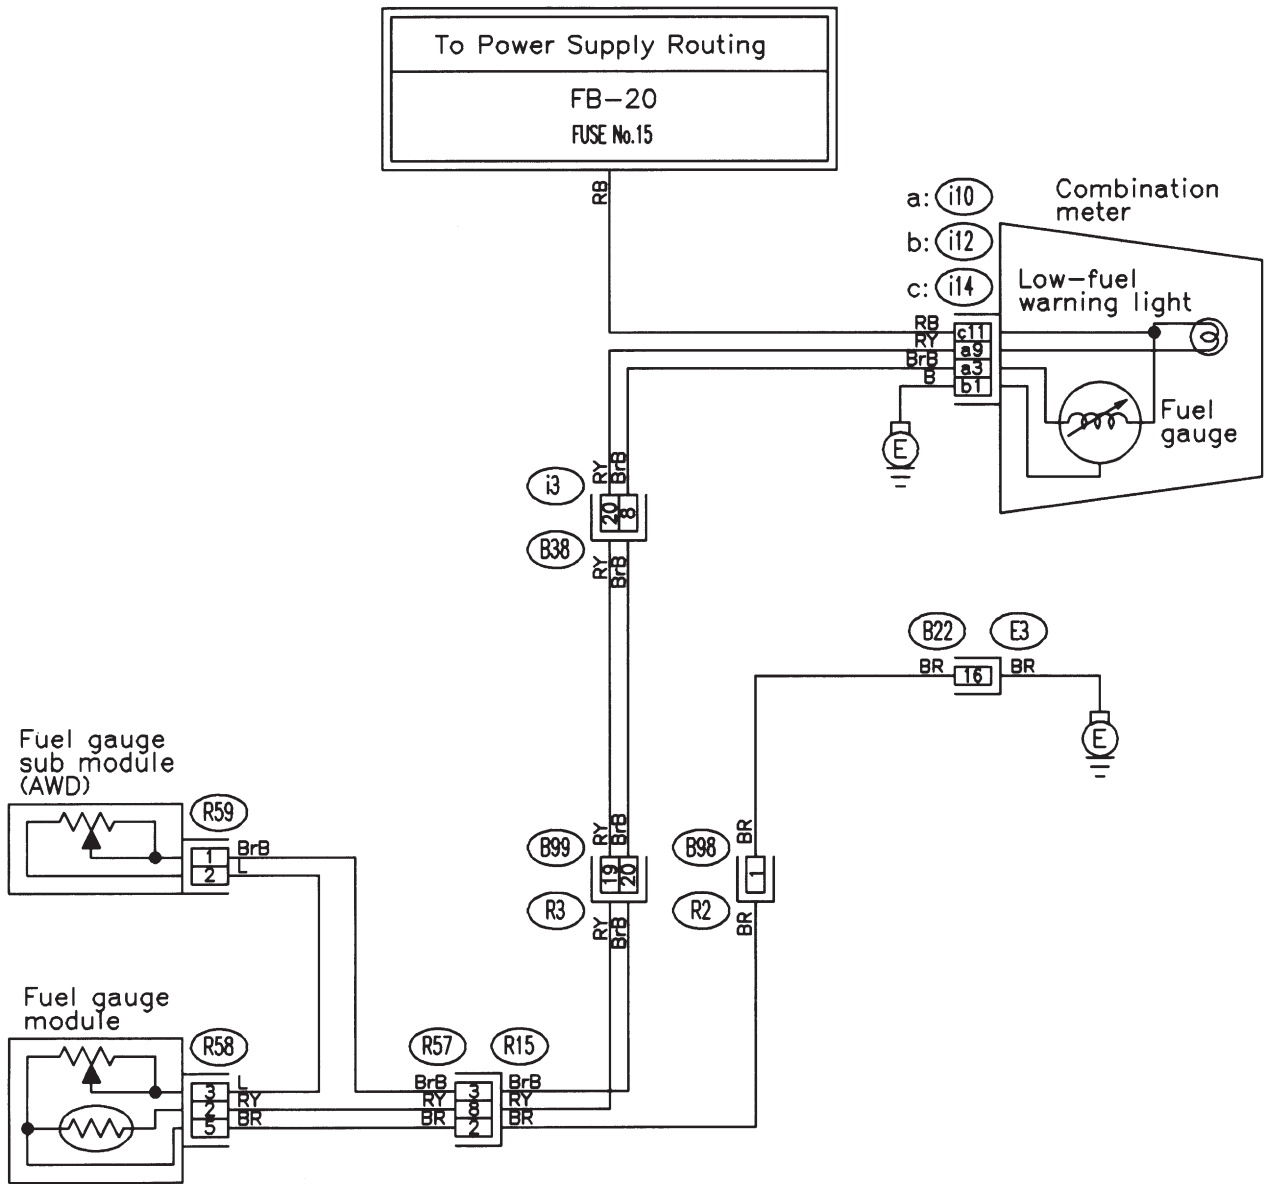 To Power Supply Routing
FB-20
FUSE No.15
RB
a: i10
b: i12
c: i14
Combination
meter
Low-fuel
warning light
RB
c11
RY
a9
BrB
a3
B
b1
E
Fuel
gauge
RY
BrB
i3
20
8
B38
RY
BrB
B22
E3
BR
16
BR
E
Fuel gauge
sub module
(AWD)
R59
1
BrB
2
L
RY
BrB
BR
B99
19
20
B98
1
R3
R2
RY
BrB
BR
Fuel gauge
module
R58
R57
R15
3
L
BrB
3
BrB
2
RY
RY
8
RY
5
BR
BR
2
BR